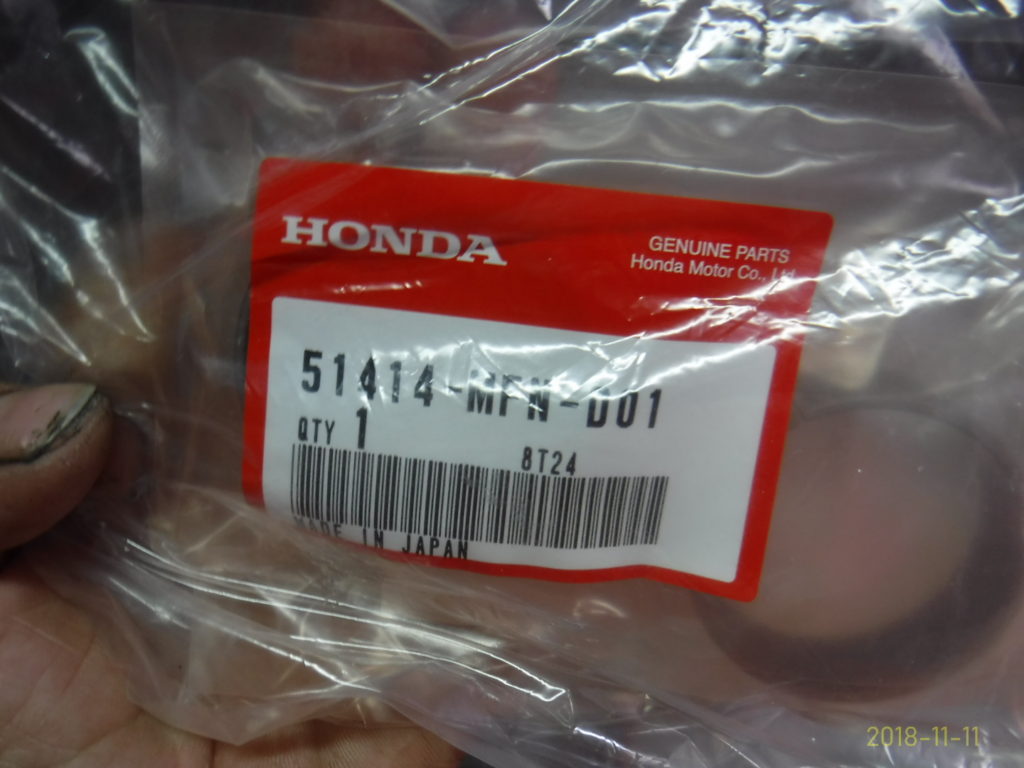 HONDA
GENUINE PARTS
Honda Motor Co., Ltd.
51414-MFN-D01
QTY 1
8T24
MADE IN JAPAN
2018-11-11